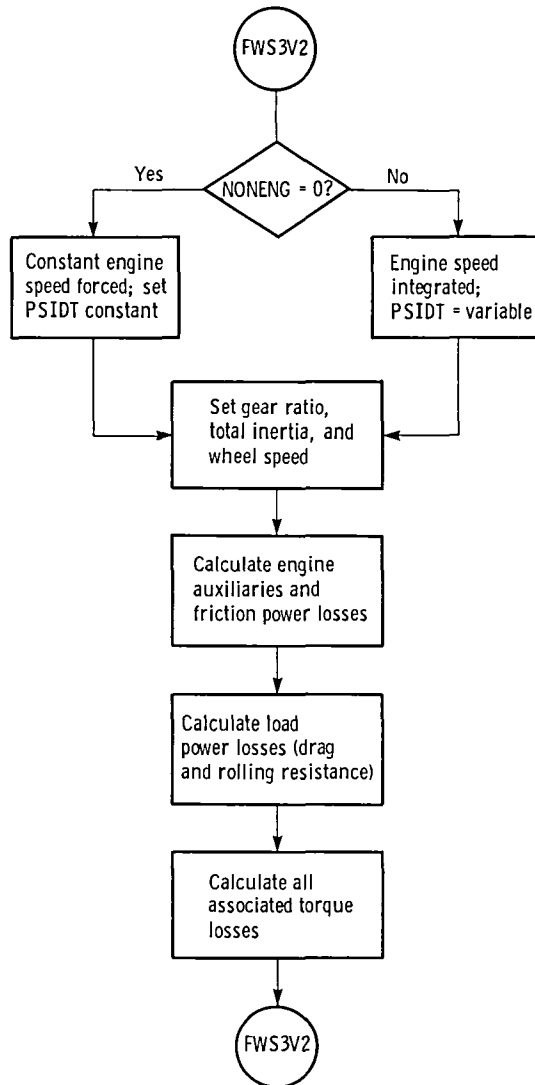 FWS3V2
NONENG = 0?
Yes
No
Constant engine
speed forced; set
PSIDT constant
Engine speed
integrated;
PSIDT = variable
Set gear ratio,
total inertia, and
wheel speed
Calculate engine
auxiliaries and
friction power losses
Calculate load
power losses (drag
and rolling resistance)
Calculate all
associated torque
losses
FWS3V2